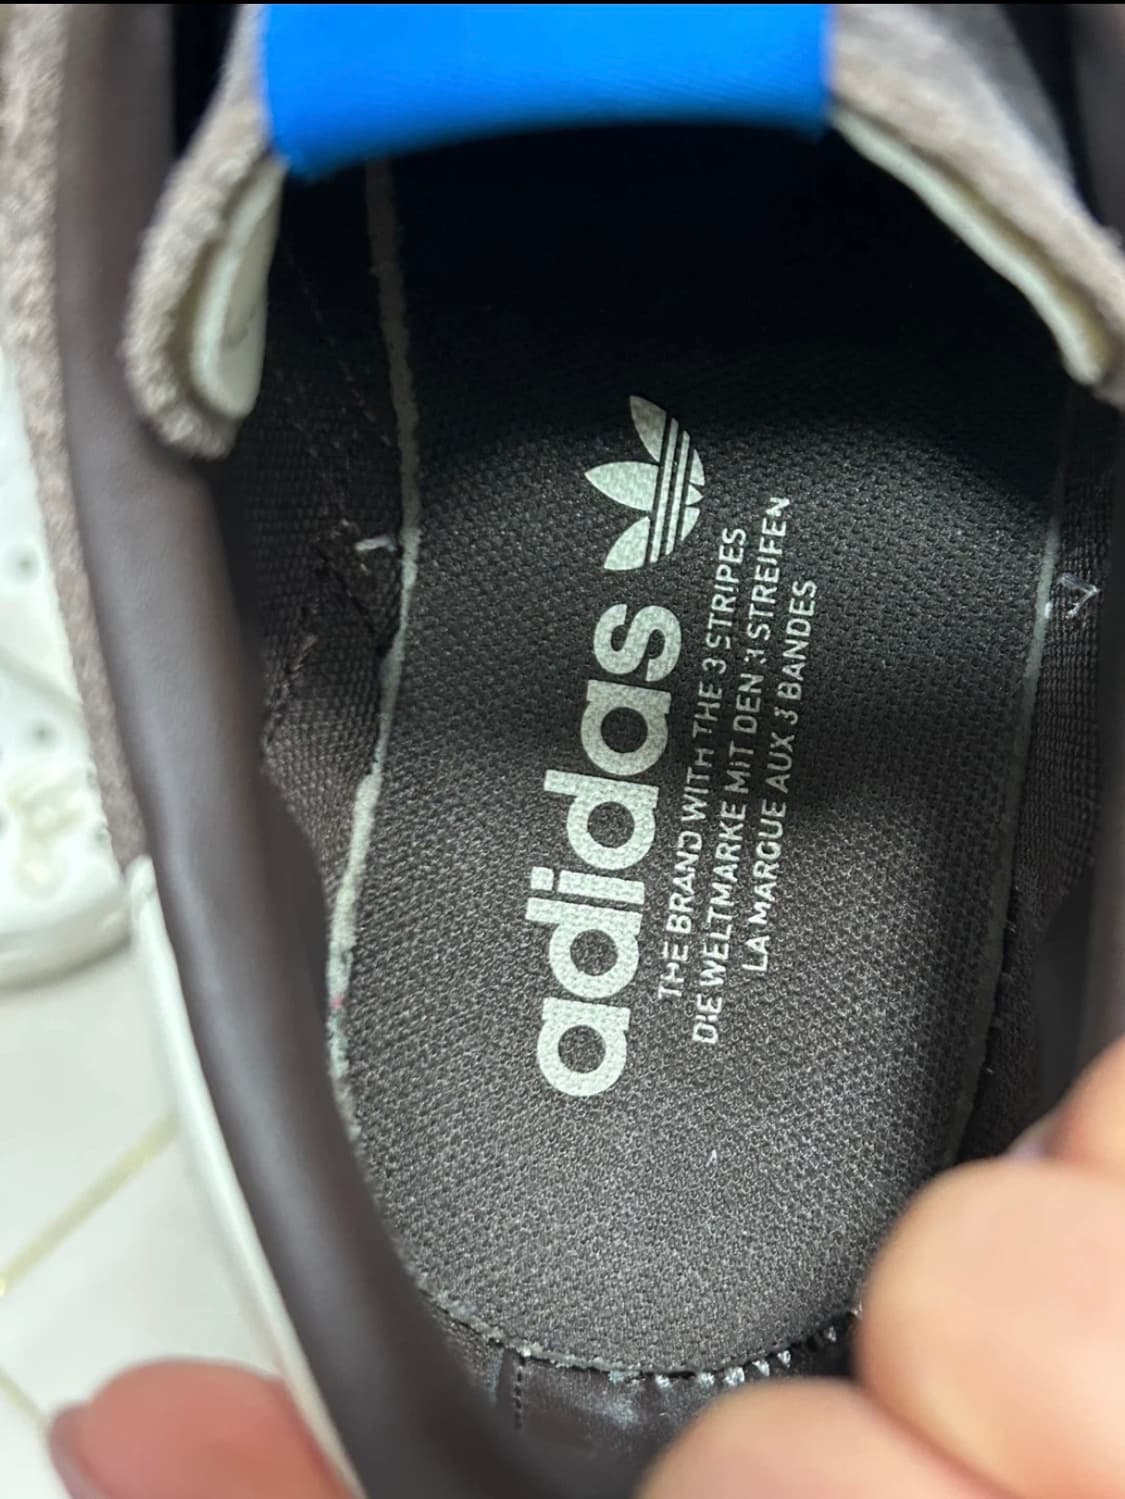 adidas
THE BRAND WITH THE 3 STRIPES
DIE WELTMARKE MIT DEN 3 STREIFEN
LA MARQUE AUX 3 BANDES